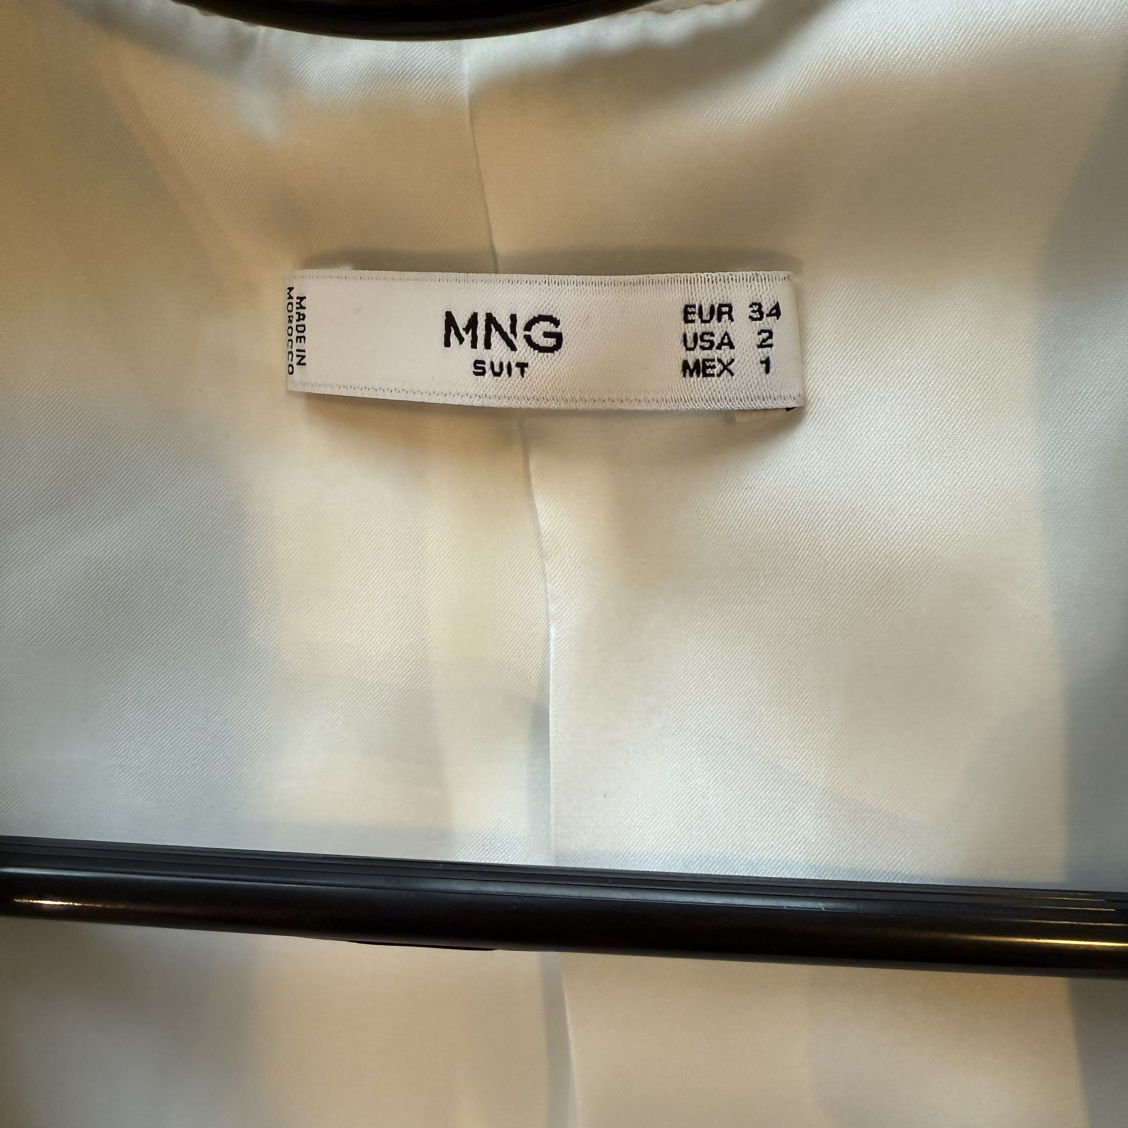 MADE IN
MOROCCO
MNG
SUIT
EUR 34
USA 2
MEX 1